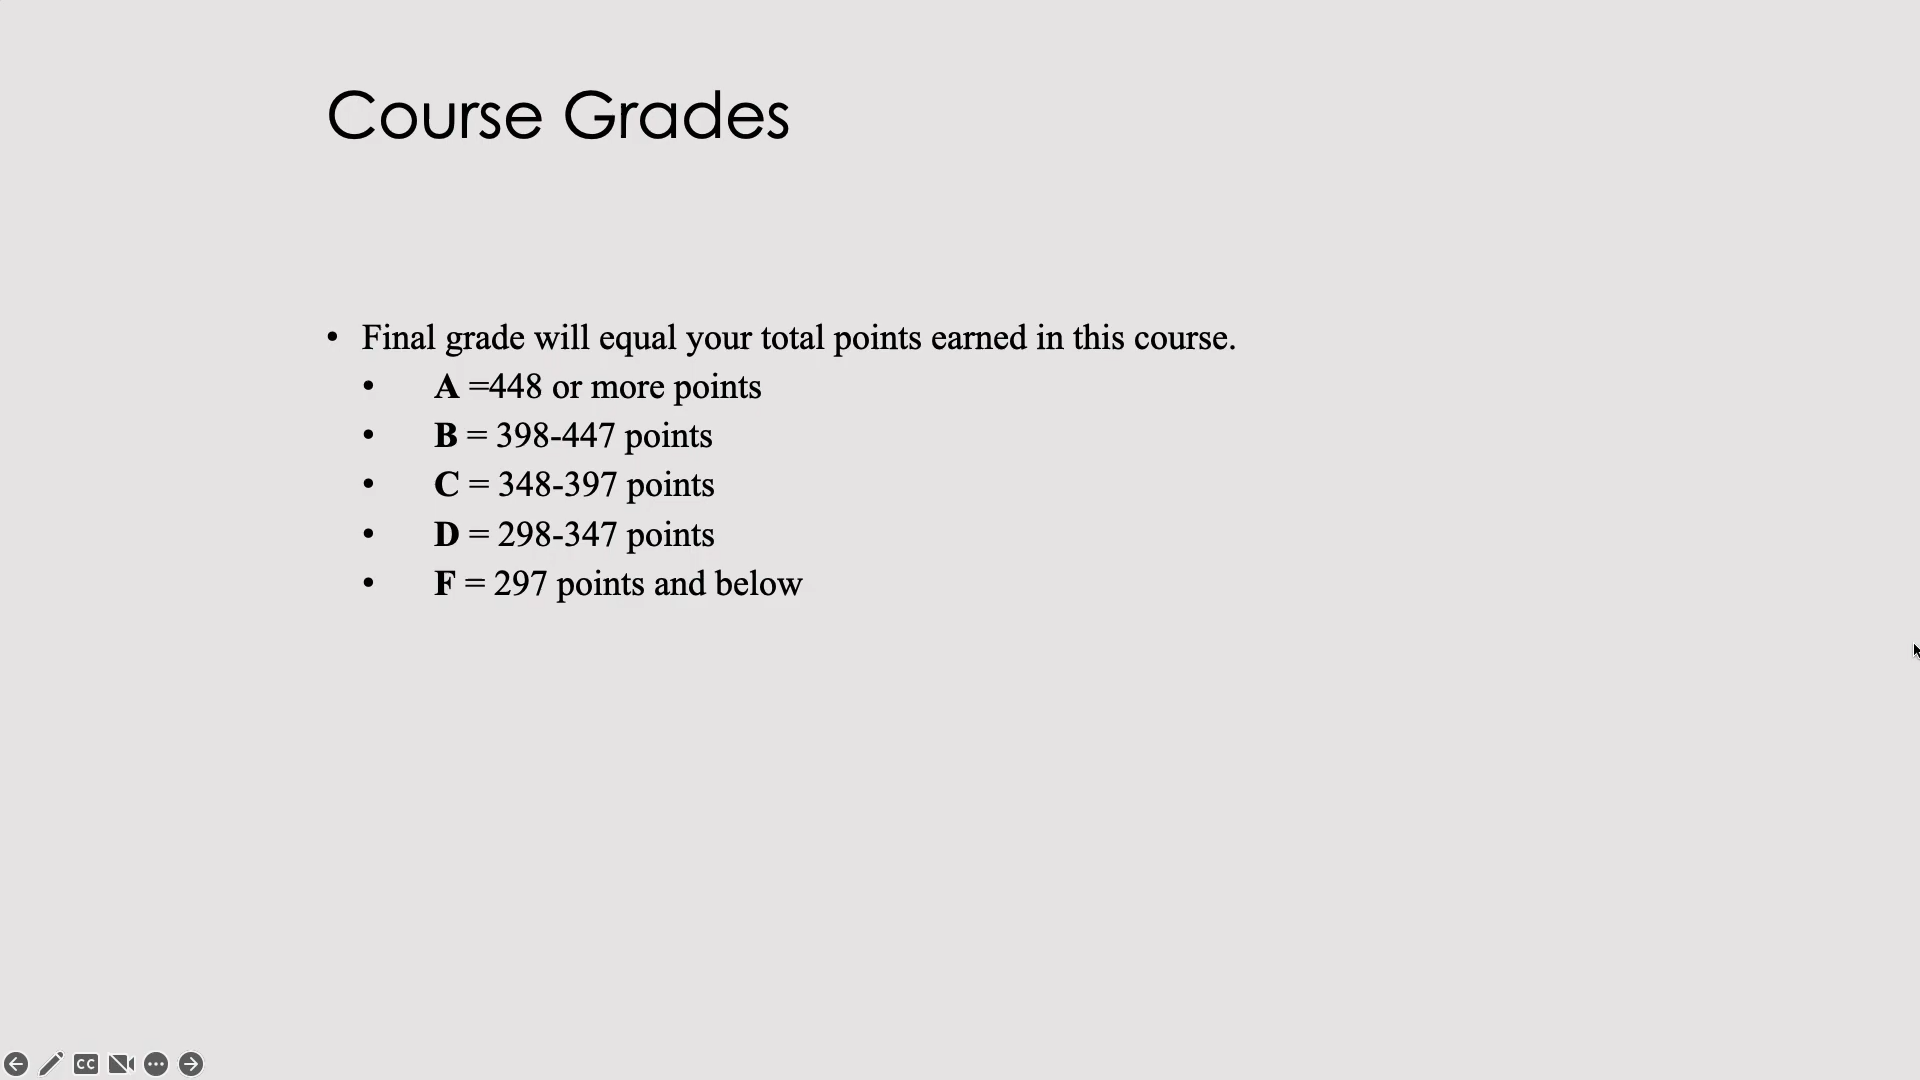 Course Grades
• Final grade will equal your total points earned in this course.
• A =448 or more points
• B = 398-447 points
• C = 348-397 points
• D = 298-347 points
• F = 297 points and below
CC